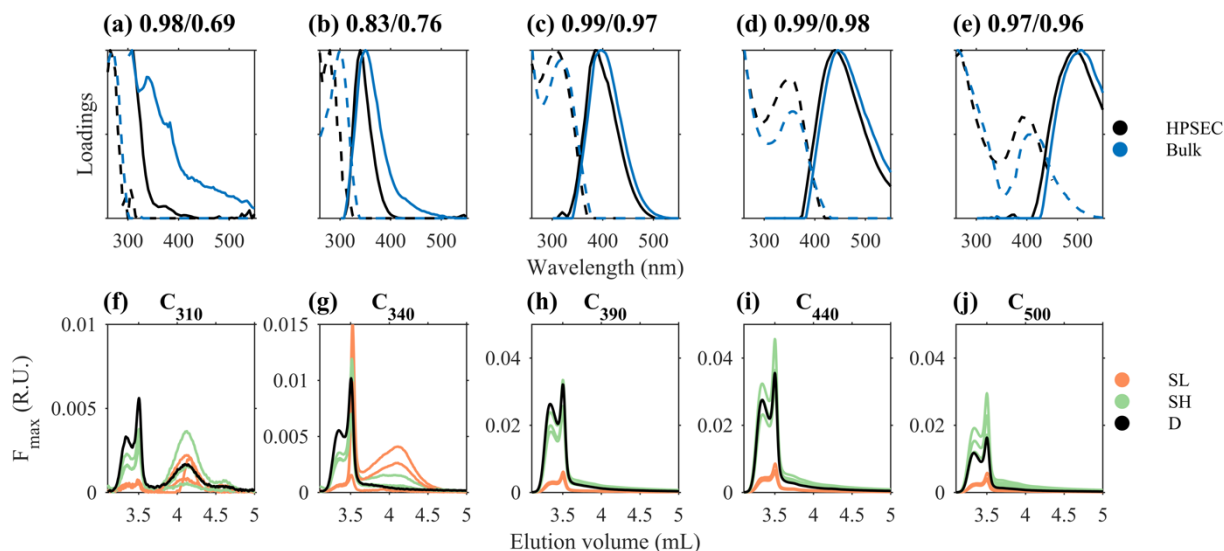 (a) 0.98/0.69 (b) 0.83/0.76 (c) 0.99/0.97 (d) 0.99/0.98 (e) 0.97/0.96
Loadings
HPSEC
Bulk
300 400 500 300 400 500 300 400 500 300 400 500 300 400 500
Wavelength (nm)
(f) C310 (g) C340 (h) C390 (i) C440 (j) C500
0.01 0.015
0.04 0.04 0.04
0.01
0.005
0.02 0.02 0.02
0.005
0 0 0 0 0
SL
SH
D
Fmax (R.U.)
3.5 4 4.5 5 3.5 4 4.5 5 3.5 4 4.5 5 3.5 4 4.5 5 3.5 4 4.5 5
Elution volume (mL)